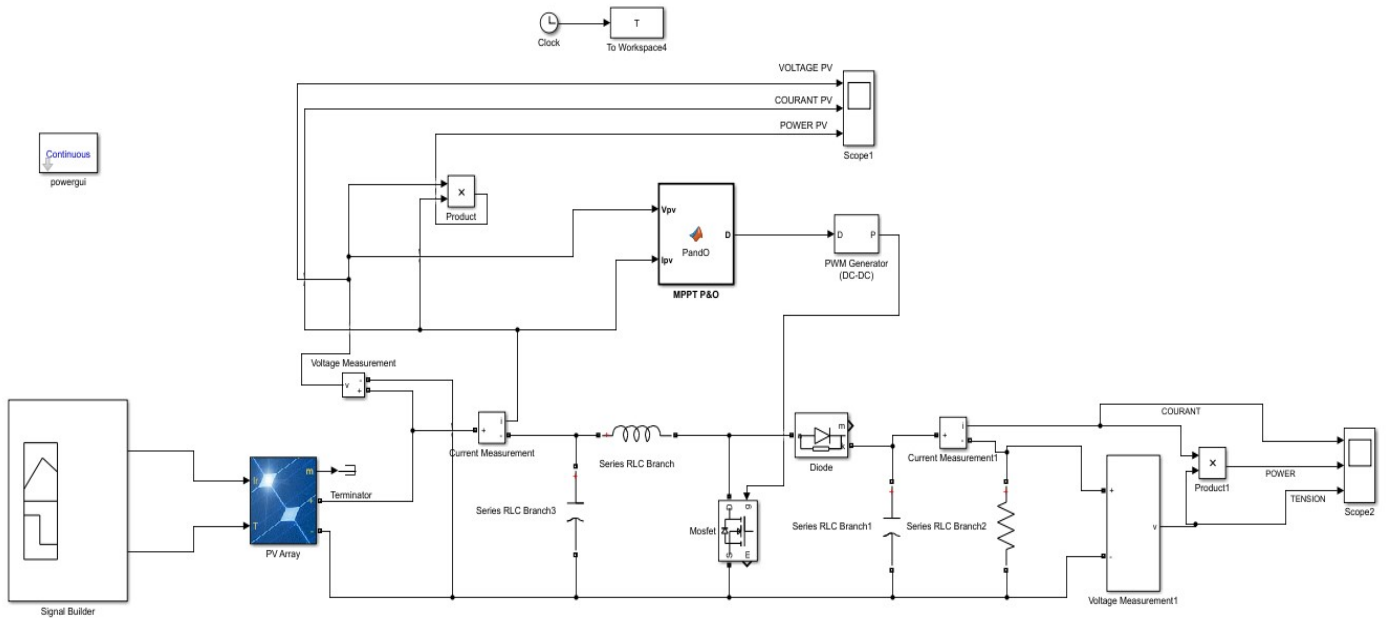 T
Clock
To Workspace4
VOLTAGE PV
COURANT PV
POWER PV
Scope1
Continuous
powergui
×
Product
Vpv
Ipv
D
PandO
MPPT P&O
D
P
PWM Generator
(DC-DC)
Voltage Measurement
v
-
+
+
i
-
Current Measurement
Series RLC Branch
+
Series RLC Branch3
+
Mosfet
D
g
S
m
Diode
a
m
k
+
i
-
Current Measurement1
Series RLC Branch1
+
Series RLC Branch2
+
COURANT
×
Product1
POWER
TENSION
Scope2
+
v
-
Voltage Measurement1
Signal Builder
Ir
T
m
+
-
PV Array
Terminator